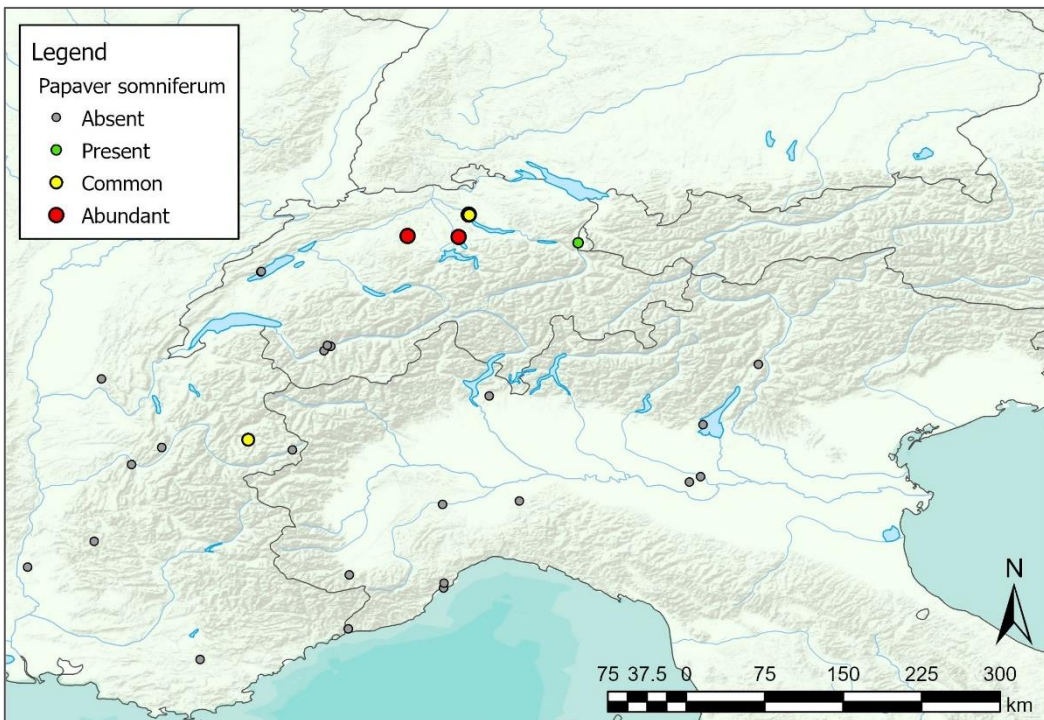 Legend
Papaver somniferum
Absent
Present
Common
Abundant
N
75 37.5 0 75 150 225 300
km